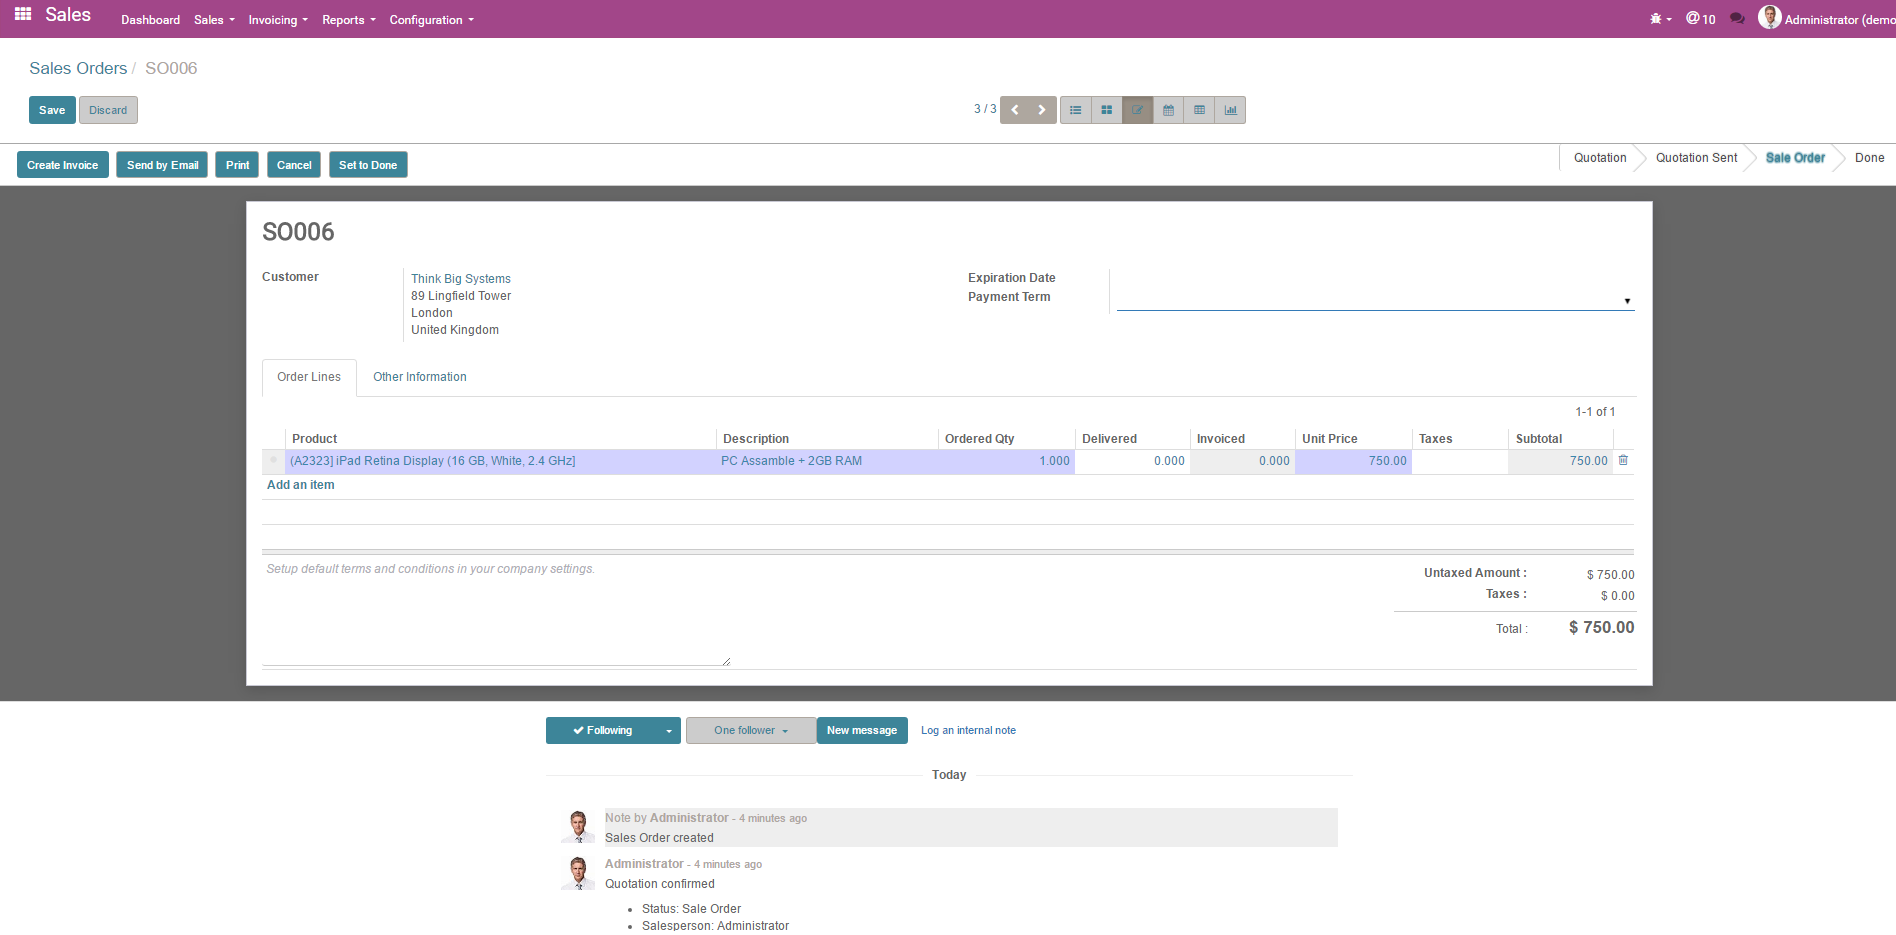 Sales Dashboard Sales Invoicing Reports Configuration 10 Administrator (demo
Sales Orders / SO006
Save Discard 3 / 3
Create Invoice Send by Email Print Cancel Set to Done Quotation Quotation Sent Sale Order Done
SO006
Customer Think Big Systems Expiration Date
89 Lingfield Tower Payment Term
London
United Kingdom
Order Lines Other Information
1-1 of 1
Product Description Ordered Qty Delivered Invoiced Unit Price Taxes Subtotal
(A2323] iPad Retina Display (16 GB, White, 2.4 GHz] PC Assamble + 2GB RAM 1.000 0.000 0.000 750.00 750.00
Add an item
Setup default terms and conditions in your company settings.
Untaxed Amount : $ 750.00
Taxes : $ 0.00
Total : $ 750.00
Following One follower New message Log an internal note
Today
Note by Administrator - 4 minutes ago
Sales Order created
Administrator - 4 minutes ago
Quotation confirmed
• Status: Sale Order
• Salesperson: Administrator